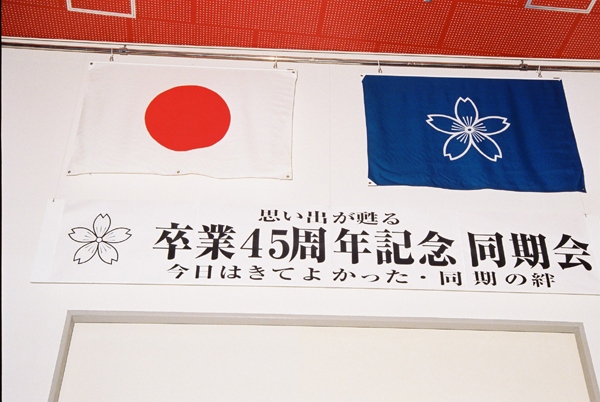 思い出が甦る
卒業45周年記念 同期会
今日はきてよかった・同期の絆